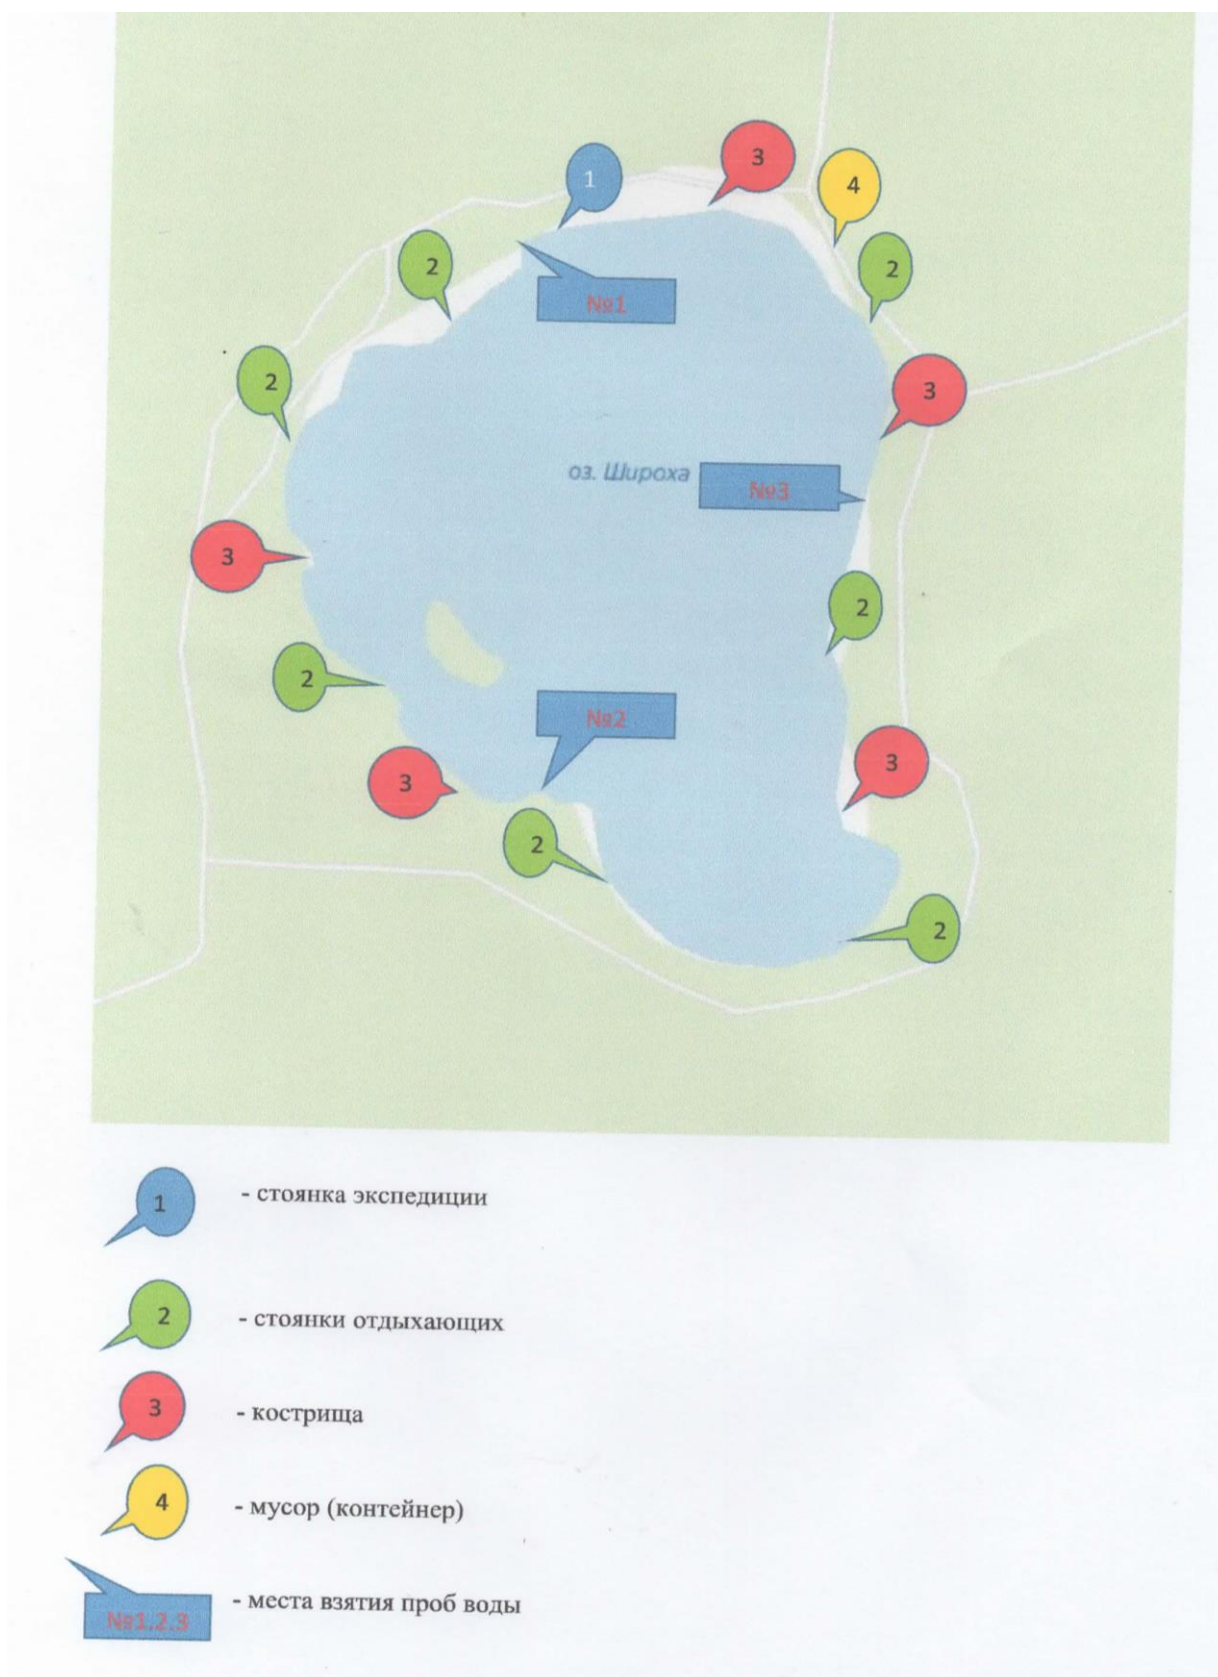 3
1
4
2
2
2
№1
3
оз. Широха
№3
3
2
2
№2
3
3
2
2
1 - стоянка экспедиции
2 - стоянки отдыхающих
3 - кострища
4 - мусор (контейнер)
№1.2.3 - места взятия проб воды